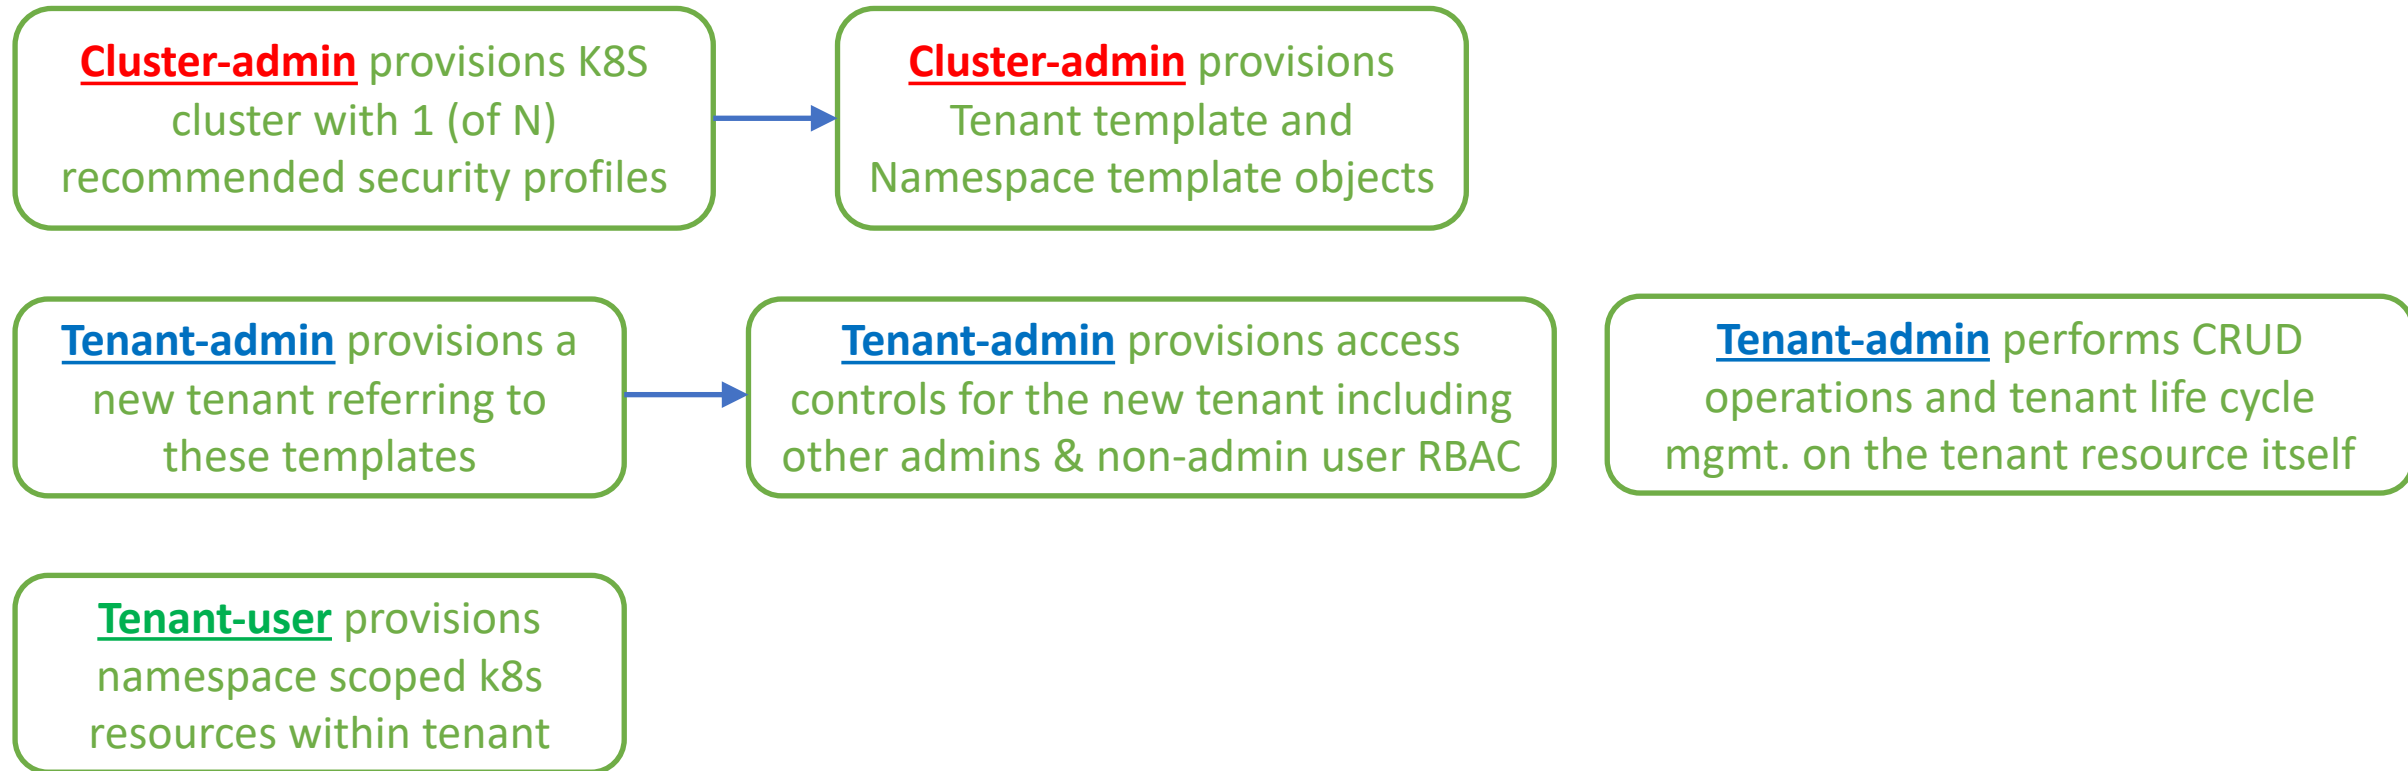 Cluster-admin provisions K8S
cluster with 1 (of N)
recommended security profiles
Cluster-admin provisions
Tenant template and
Namespace template objects
Tenant-admin provisions a
new tenant referring to
these templates
Tenant-admin provisions access
controls for the new tenant including
other admins & non-admin user RBAC
Tenant-admin performs CRUD
operations and tenant life cycle
mgmt. on the tenant resource itself
Tenant-user provisions
namespace scoped k8s
resources within tenant